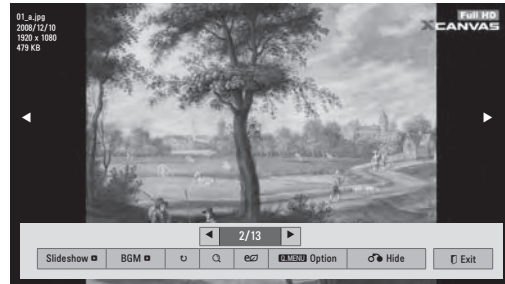 01_a.jpg
2008/12/10
1920 x 1080
479 KB
Full HD
XCANVAS
2/13
Slideshow
BGM
Q.MENU Option
Hide
Exit